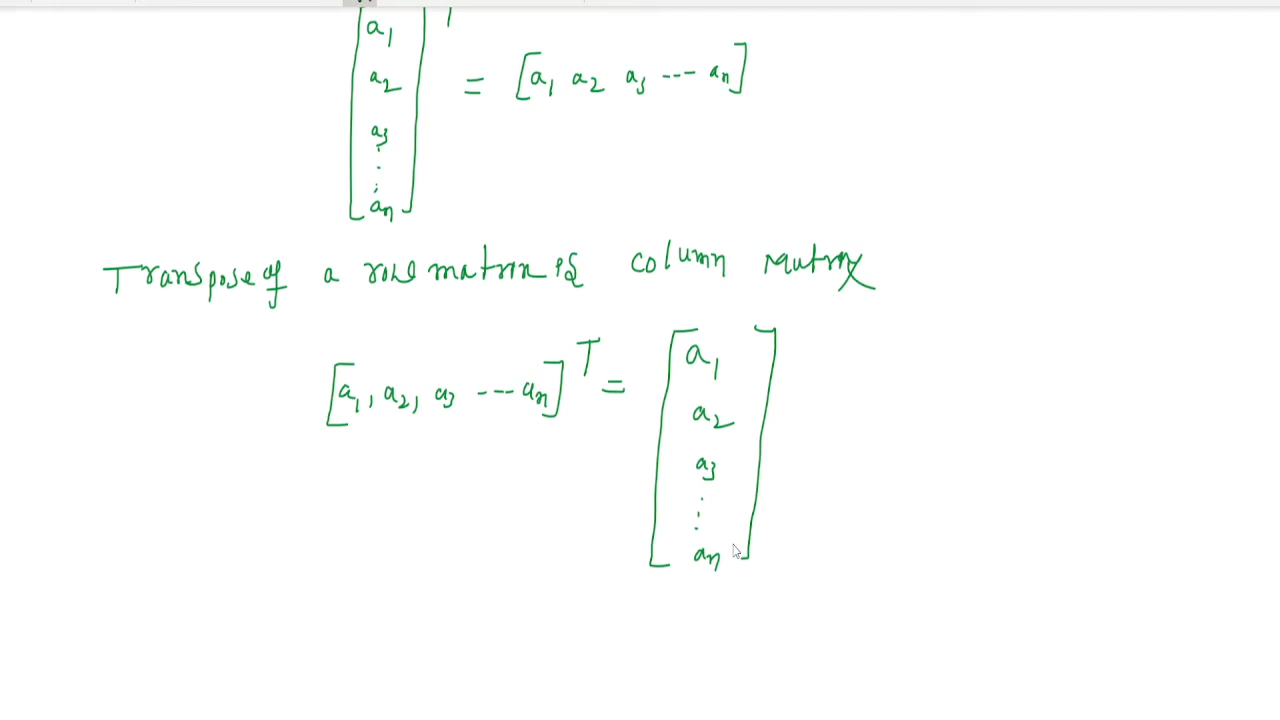 [a1 a2 a3 ⋮ an]^T = [a1 a2 a3 --- an]
Transpose of a row matrix is column matrix
[a1, a2, a3 --- an]^T = [a1 a2 a3 ⋮ an]